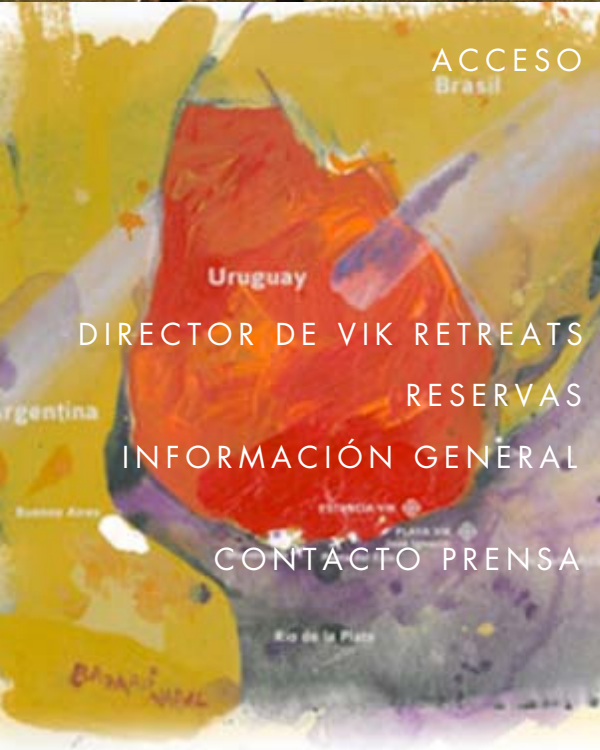 ACCESO
Brasil
Uruguay
DIRECTOR DE VIK RETREATS
RESERVAS
Argentina
INFORMACIÓN GENERAL
ESTANCIA VIK
Buenos Aires
PLAYA VIK
CONTACTO PRENSA
Rio de la Plata